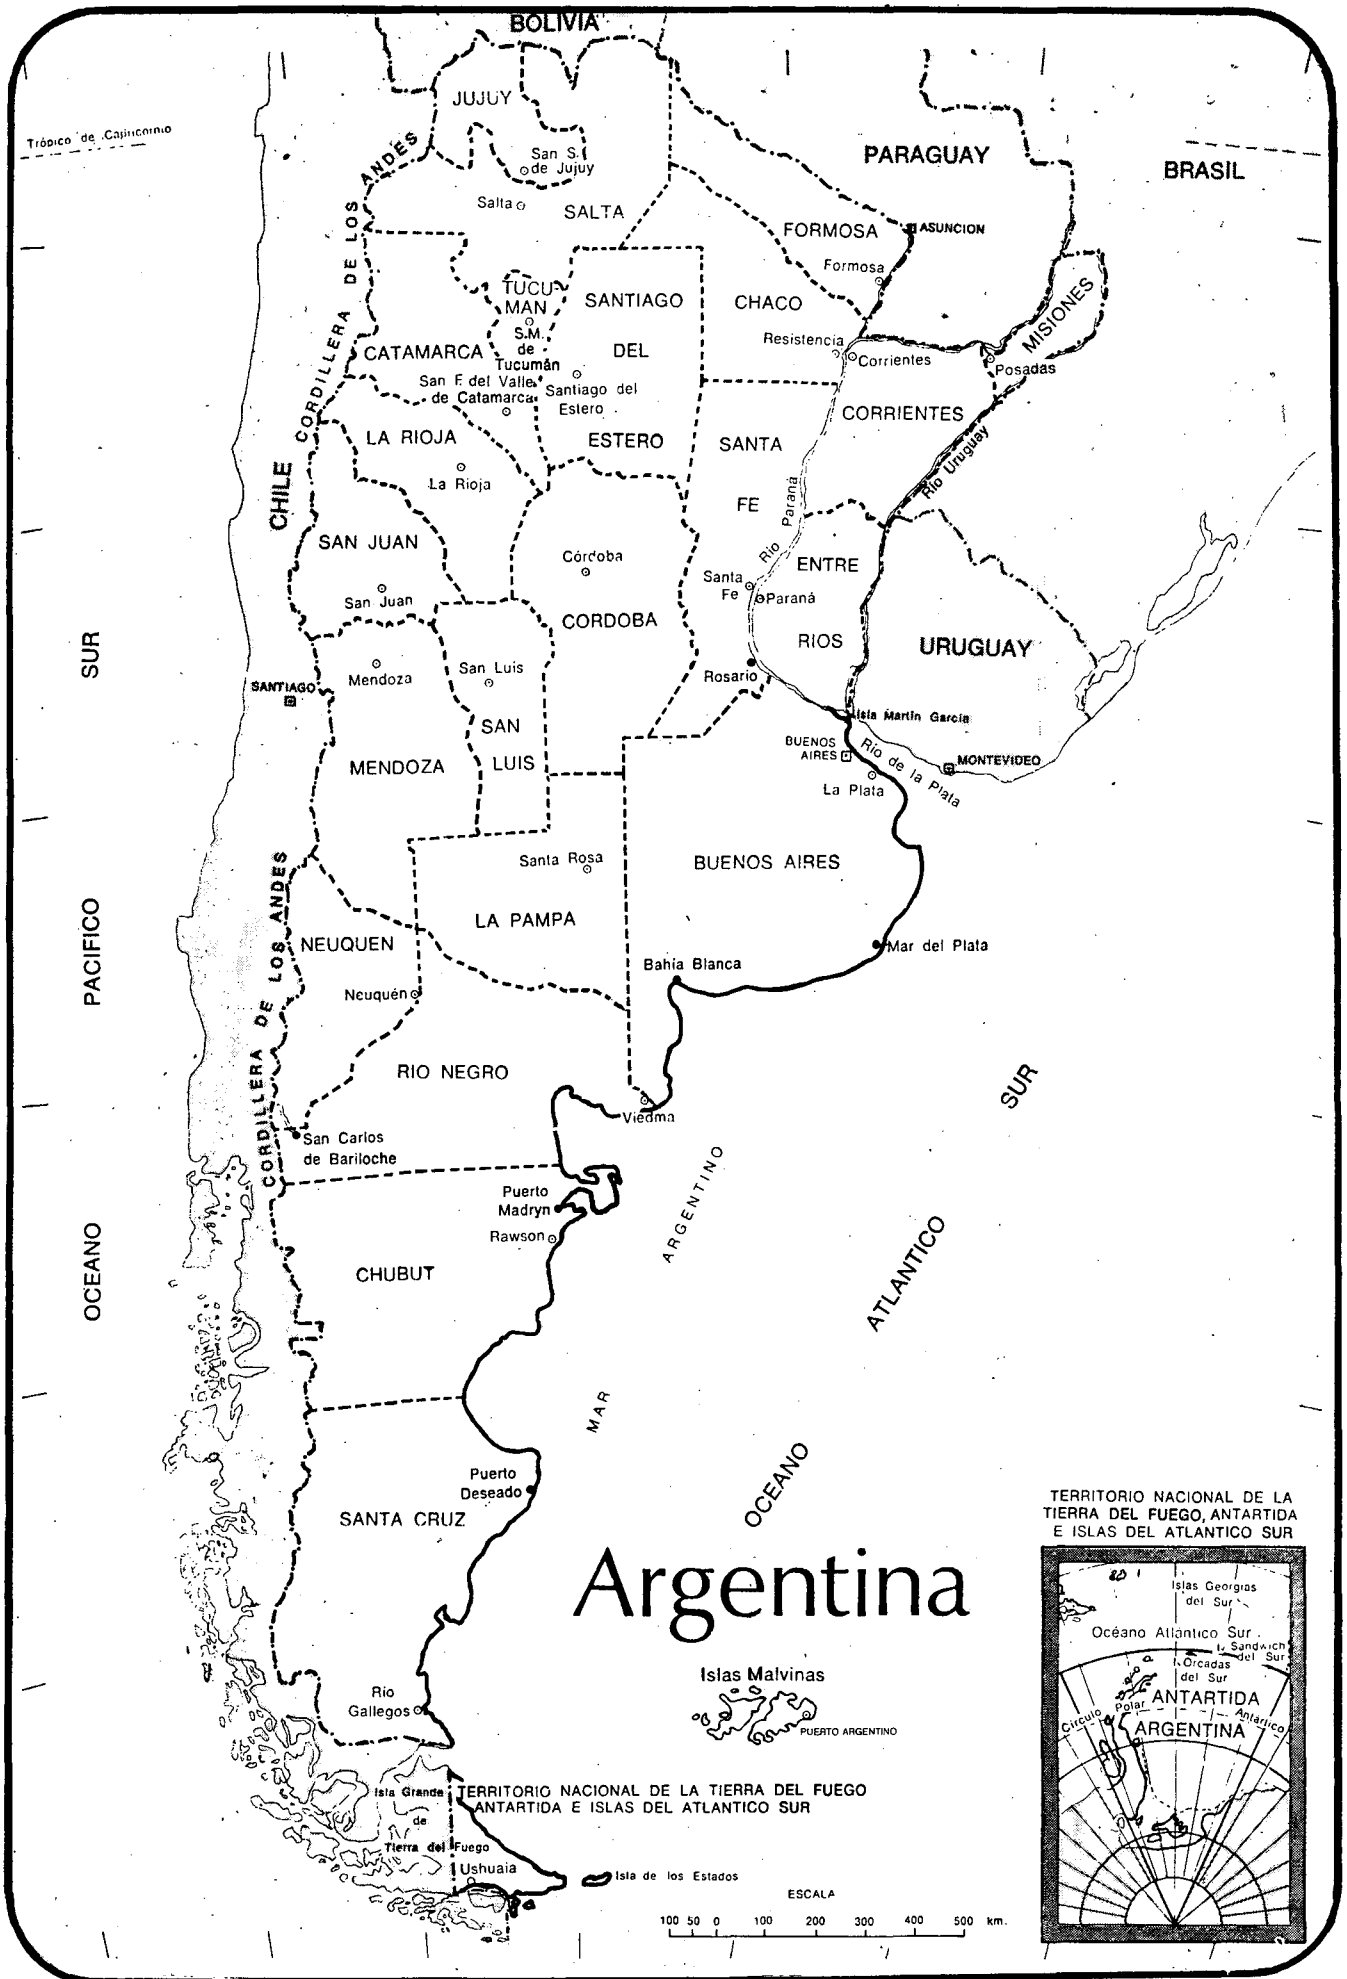 BOLIVIA
JUJUY
Trópico de Capricornio
San S.
de Jujuy
PARAGUAY
BRASIL
CORDILLERA DE LOS ANDES
Salta
SALTA
FORMOSA
ASUNCION
Formosa
TUCU-
MAN
SANTIAGO
CHACO
MISIONES
S.M.
de
Tucumán
Resistencia
Corrientes
CATAMARCA
DEL
Posadas
San F. del Valle
de Catamarca
Santiago del
Estero
CORRIENTES
LA RIOJA
ESTERO
SANTA
Río Uruguay
La Rioja
CHILE
FE
Río Paraná
SAN JUAN
Córdoba
ENTRE
Santa
Fe
San Juan
Paraná
CORDOBA
RIOS
URUGUAY
SUR
San Luis
Mendoza
Rosario
SANTIAGO
Isla Martín García
SAN
BUENOS
AIRES
Río de la Plata
MENDOZA
LUIS
MONTEVIDEO
La Plata
Santa Rosa
BUENOS AIRES
CORDILLERA DE LOS ANDES
LA PAMPA
PACIFICO
NEUQUEN
Mar del Plata
Bahía Blanca
Neuquén
RIO NEGRO
SUR
Viedma
San Carlos
de Bariloche
ARGENTINO
Puerto
Madryn
Rawson
ATLANTICO
OCEANO
CHUBUT
MAR
Puerto
Deseado
OCEANO
SANTA CRUZ
TERRITORIO NACIONAL DE LA
TIERRA DEL FUEGO, ANTARTIDA
E ISLAS DEL ATLANTICO SUR
Argentina
Islas Georgias
del Sur
Océano Atlántico Sur
I. Sandwich
del Sur
I. Orcadas
del Sur
Islas Malvinas
ANTARTIDA
Círculo Polar Antártico
ARGENTINA
Río
Gallegos
PUERTO ARGENTINO
Isla Grande
de
Tierra del Fuego
TERRITORIO NACIONAL DE LA TIERRA DEL FUEGO
ANTARTIDA E ISLAS DEL ATLANTICO SUR
Ushuaia
Isla de los Estados
ESCALA
100 50 0 100 200 300 400 500 km.